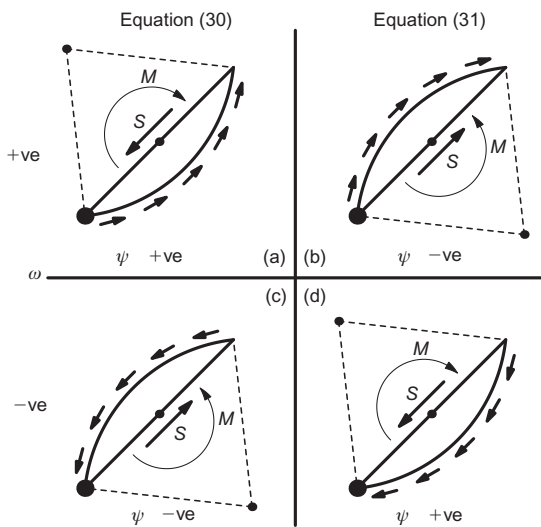 Equation (30)
Equation (31)
M
S
+ve
ψ +ve
(a)
M
S
ψ −ve
(b)
ω
(c)
M
S
−ve
ψ −ve
(d)
M
S
ψ +ve